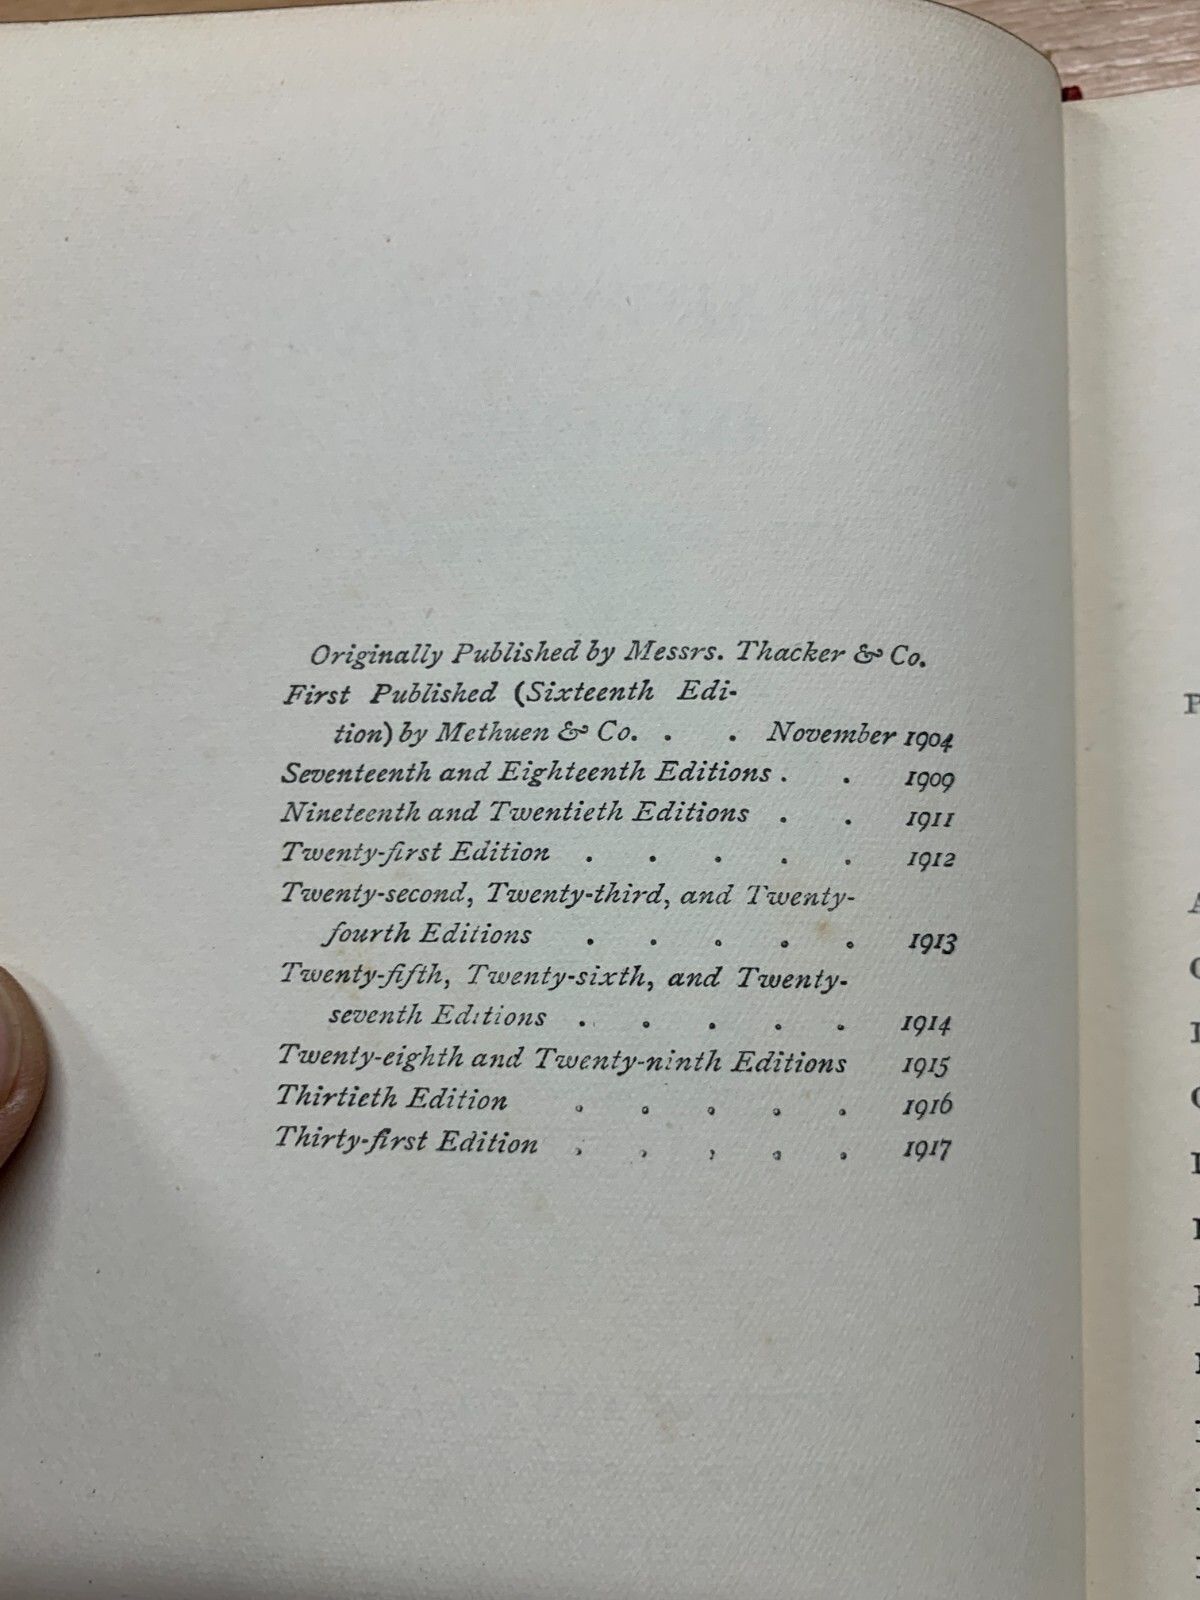 Originally Published by Messrs. Thacker & Co.
First Published (Sixteenth Edi-
tion) by Methuen & Co. . . November 1904
Seventeenth and Eighteenth Editions . . 1909
Nineteenth and Twentieth Editions . . 1911
Twenty-first Edition . . . . . 1912
Twenty-second, Twenty-third, and Twenty-
fourth Editions . . . . . 1913
Twenty-fifth, Twenty-sixth, and Twenty-
seventh Editions . . . . . 1914
Twenty-eighth and Twenty-ninth Editions 1915
Thirtieth Edition . . . . . 1916
Thirty-first Edition . . . . . 1917